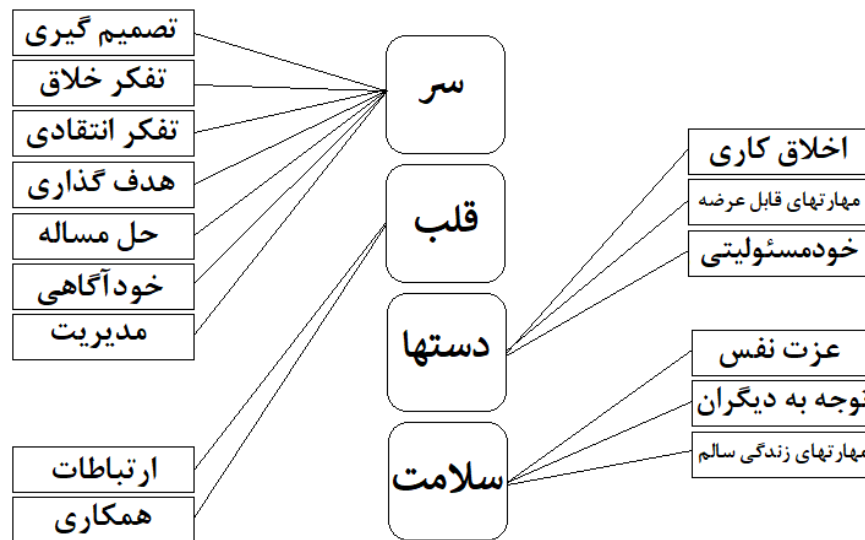 سر
تصمیم گیری
تفکر خلاق
تفکر انتقادی
هدف گذاری
حل مساله
خودآگاهی
مدیریت
قلب
ارتباطات
همکاری
دستها
اخلاق کاری
مهارتهای قابل عرضه
خودمسئولیتی
سلامت
عزت نفس
توجه به دیگران
مهارتهای زندگی سالم